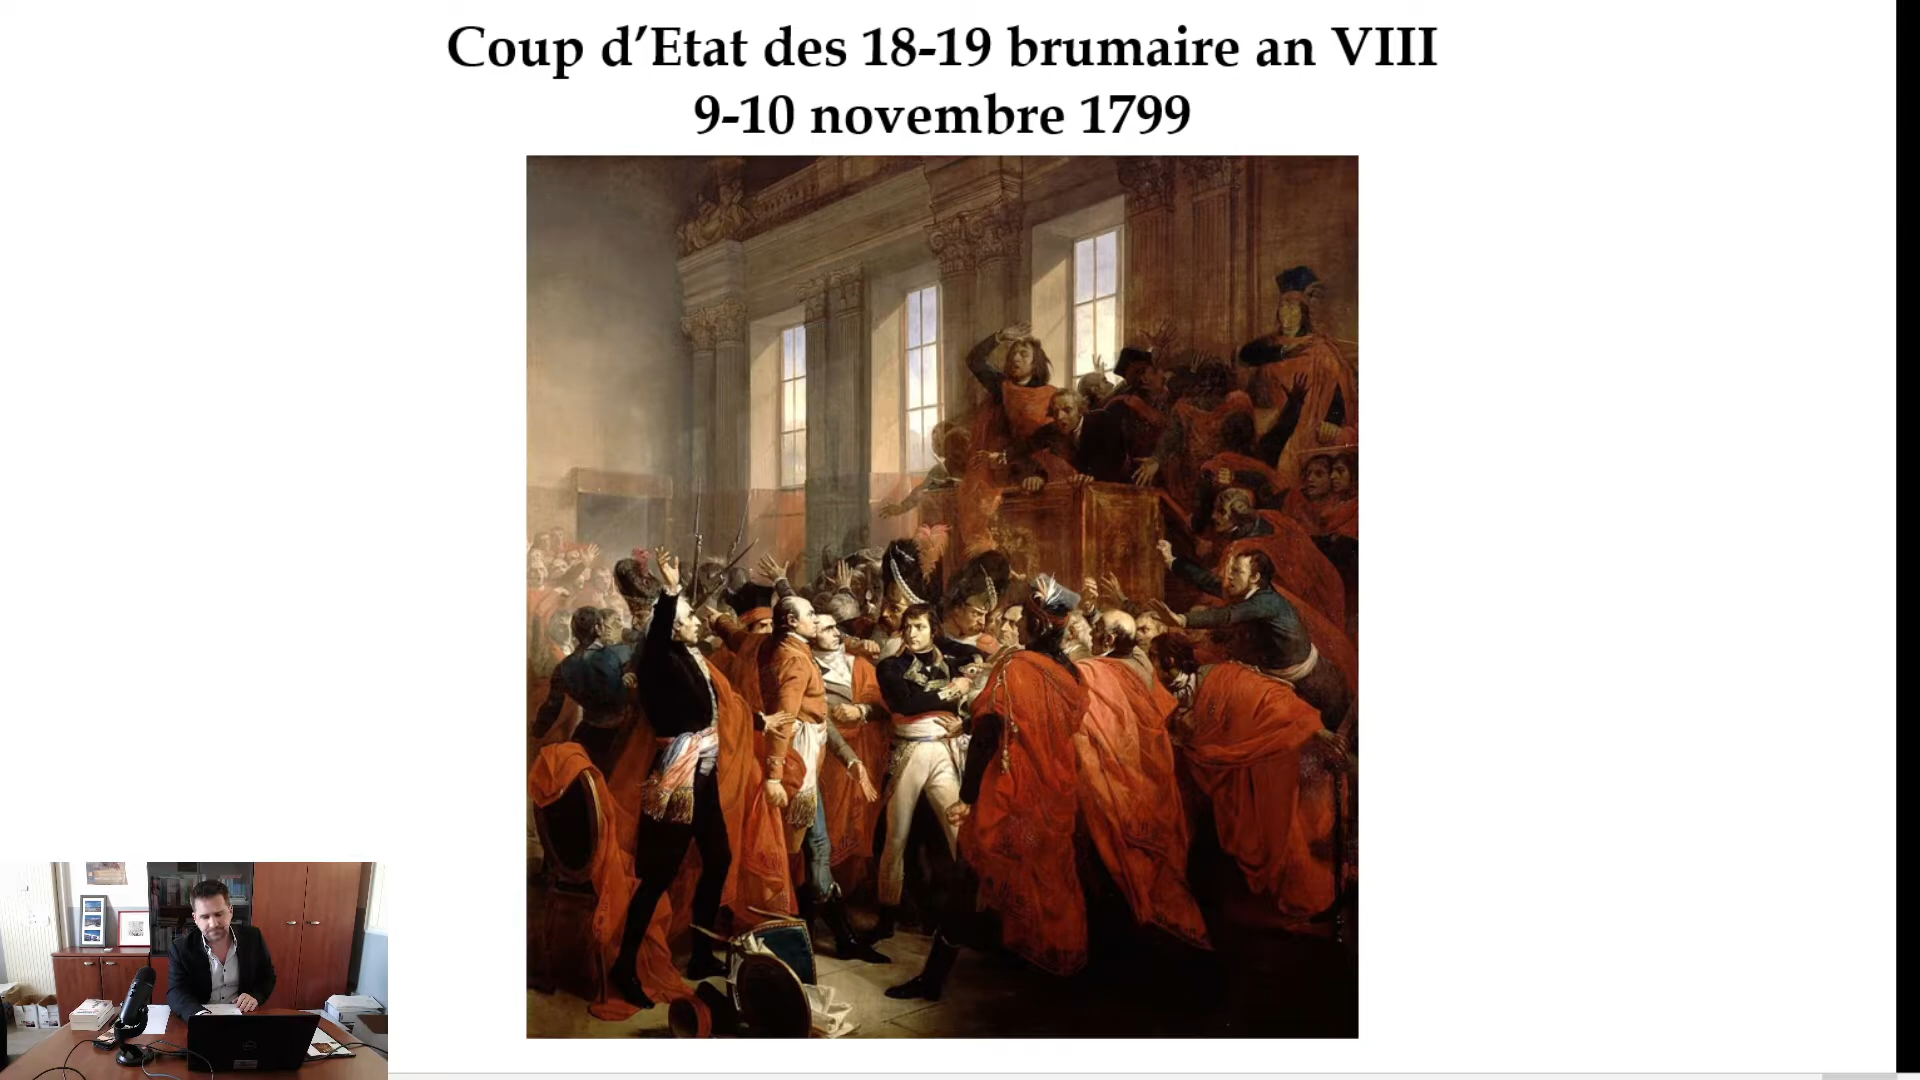 Coup d’Etat des 18-19 brumaire an VIII
9-10 novembre 1799